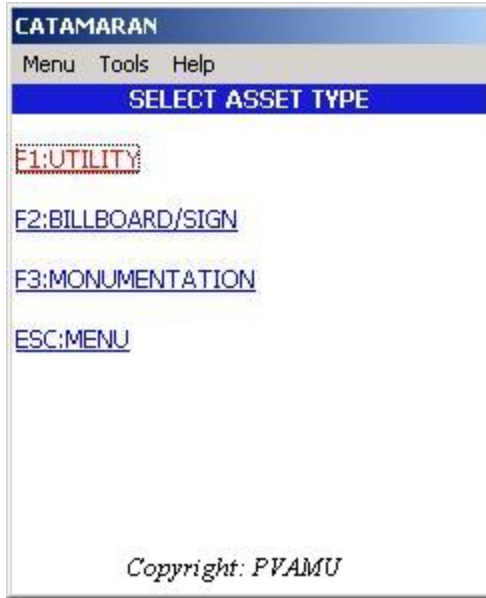 CATAMARAN
Menu Tools Help
SELECT ASSET TYPE
F1:UTILITY
F2:BILLBOARD/SIGN
F3:MONUMENTATION
ESC:MENU
Copyright: PVAMU